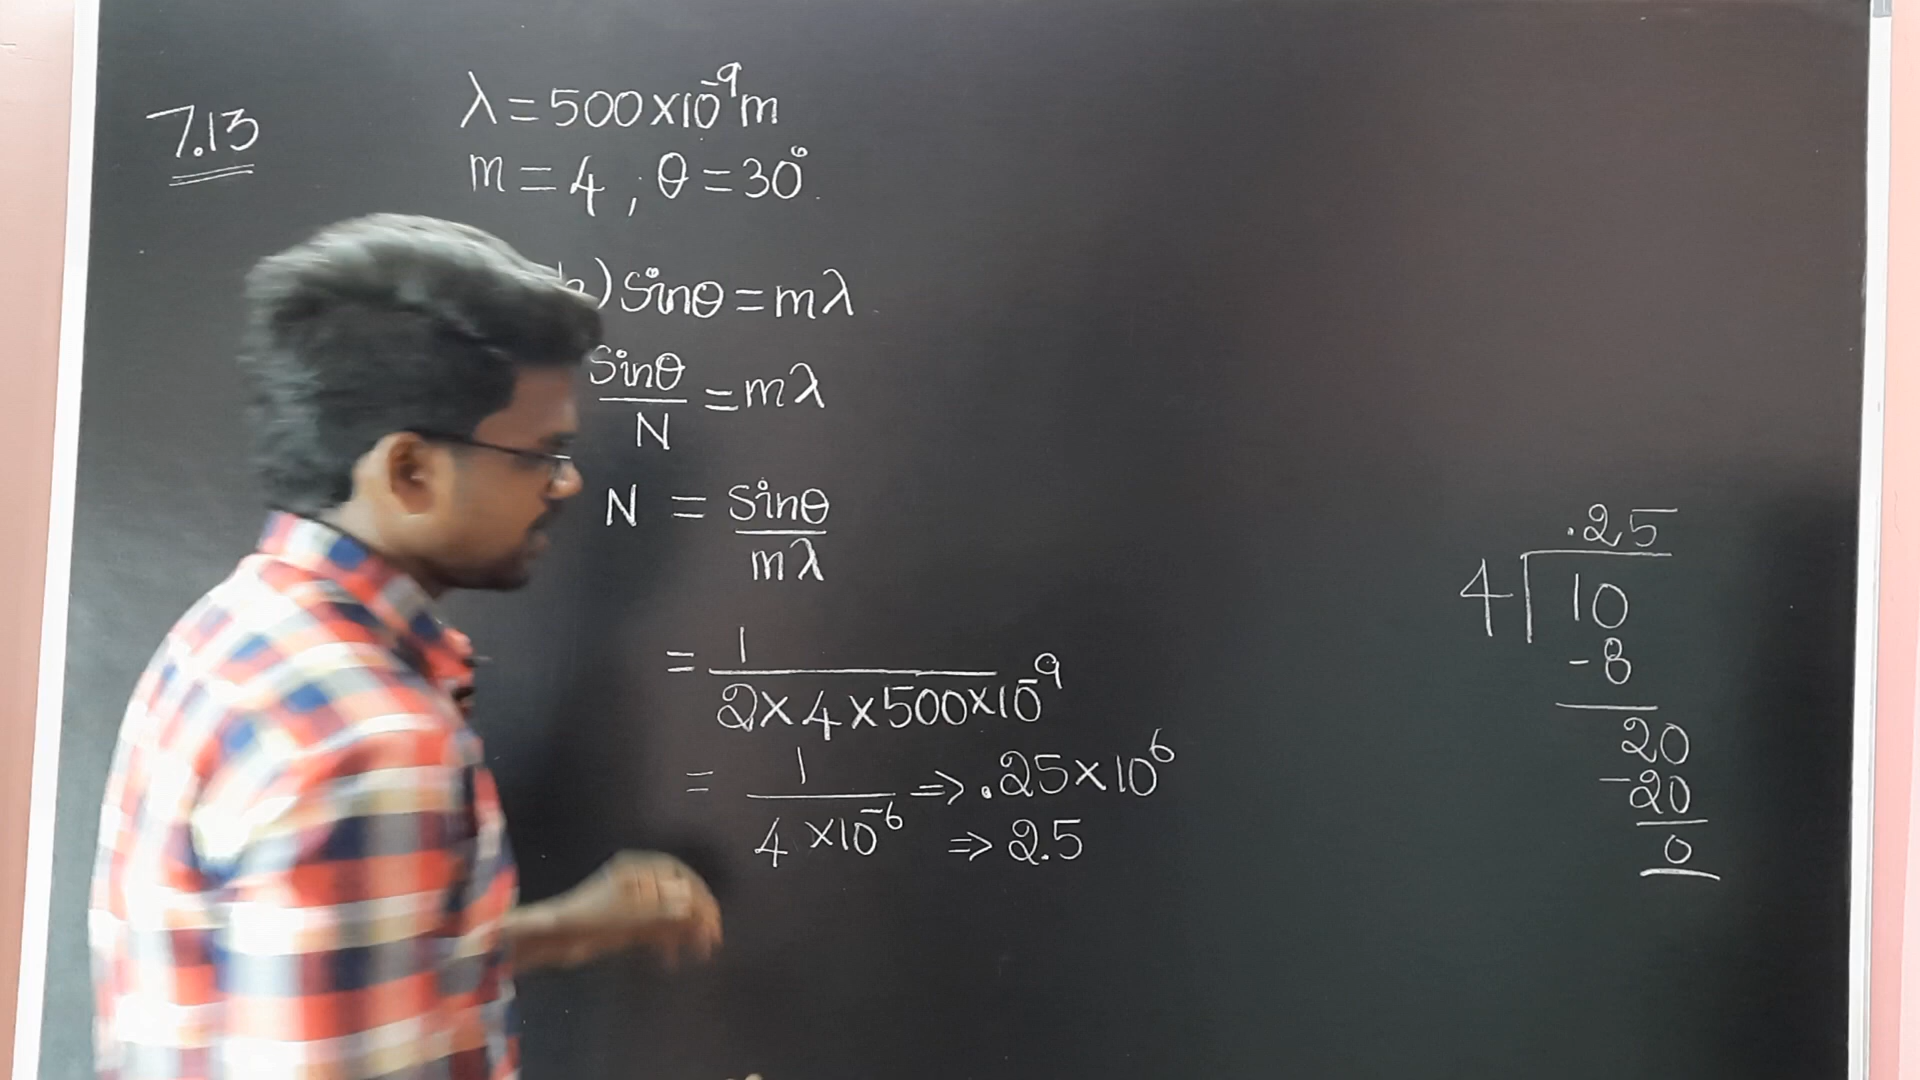 7.13
λ = 500 x 10⁻⁹ m
m = 4 ; θ = 30°
) sinθ = mλ
Sinθ/N = mλ
N = Sinθ/mλ
= 1/2 x 4 x 500 x 10⁻⁹
= 1/4 x 10⁻⁶ ⇒ .25 x 10⁶
⇒ 2.5
.25
4 10
- 8
20
- 20
0